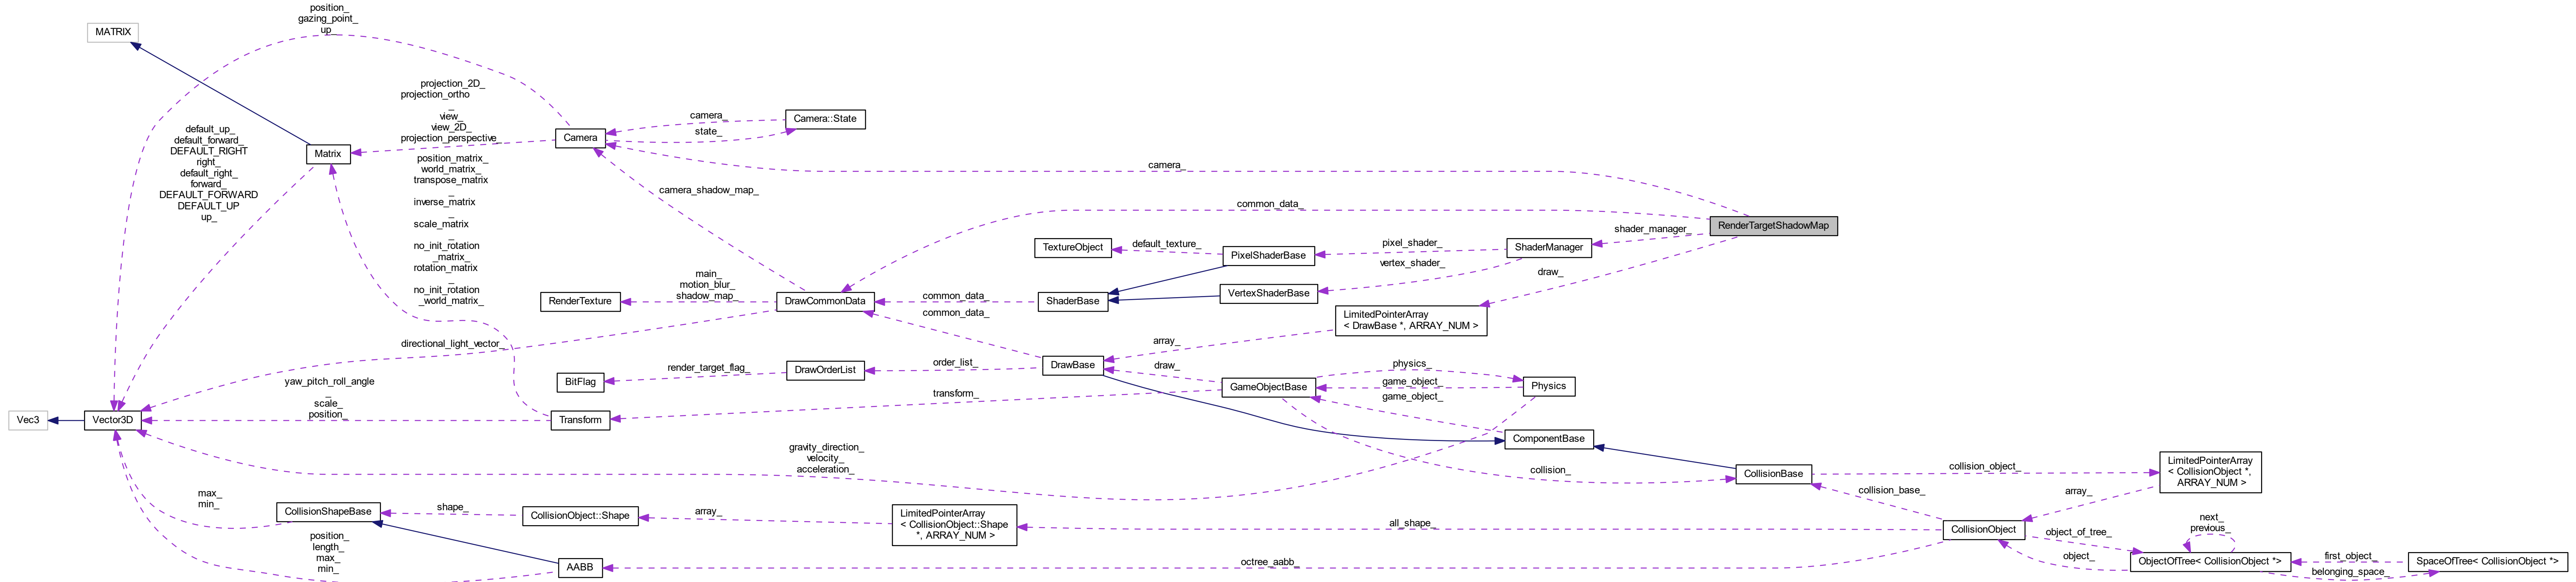 position_
gazing_point_
up_
MATRIX
projection_2D_
projection_ortho
_
view_
view_2D_
projection_perspective_
Camera::State
camera_
state_
Camera
default_up_
default_forward_
DEFAULT_RIGHT
right_
default_right_
forward_
DEFAULT_FORWARD
DEFAULT_UP
up_
Matrix
position_matrix_
world_matrix_
transpose_matrix
_
inverse_matrix
_
scale_matrix
_
no_init_rotation
_matrix_
rotation_matrix
_
no_init_rotation
_world_matrix_
camera_shadow_map_
camera_
common_data_
RenderTargetShadowMap
shader_manager_
ShaderManager
pixel_shader_
PixelShaderBase
default_texture_
TextureObject
vertex_shader_
VertexShaderBase
draw_
main_
motion_blur_
shadow_map_
RenderTexture
DrawCommonData
common_data_
ShaderBase
common_data_
LimitedPointerArray
< DrawBase *, ARRAY_NUM >
array_
directional_light_vector_
DrawBase
order_list_
DrawOrderList
render_target_flag_
BitFlag
draw_
GameObjectBase
physics_
game_object_
game_object_
Physics
transform_
yaw_pitch_roll_angle
_
scale_
position_
Transform
Vec3
Vector3D
gravity_direction_
velocity_
acceleration_
ComponentBase
collision_
CollisionBase
collision_object_
LimitedPointerArray
< CollisionObject *,
ARRAY_NUM >
collision_base_
array_
max_
min_
CollisionShapeBase
shape_
CollisionObject::Shape
array_
LimitedPointerArray
< CollisionObject::Shape
*, ARRAY_NUM >
all_shape_
CollisionObject
object_of_tree_
object_
next_
previous_
ObjectOfTree< CollisionObject *>
first_object_
belonging_space_
SpaceOfTree< CollisionObject *>
position_
length_
max_
min_
AABB
octree_aabb_